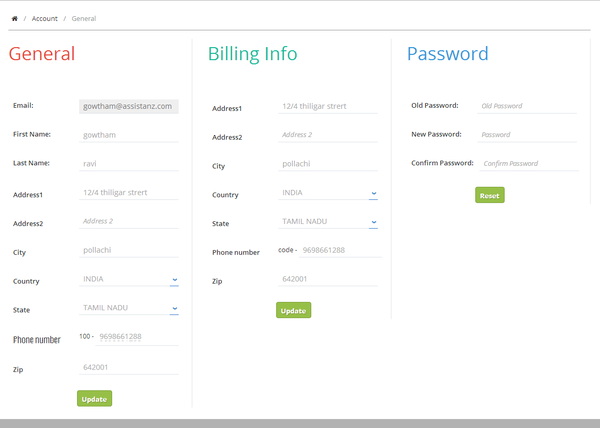 / Account / General
General
Email: gowtham@assistanz.com
First Name: gowtham
Last Name: ravi
Address1 12/4 thiligar strert
Address2 Address 2
City pollachi
Country INDIA
State TAMIL NADU
Phone number 100 - 9698661288
Zip 642001
Update
Billing Info
Address1 12/4 thiligar strert
Address2 Address 2
City pollachi
Country INDIA
State TAMIL NADU
Phone number code - 9698661288
Zip 642001
Update
Password
Old Password: Old Password
New Password: Password
Confirm Password: Confirm Password
Reset